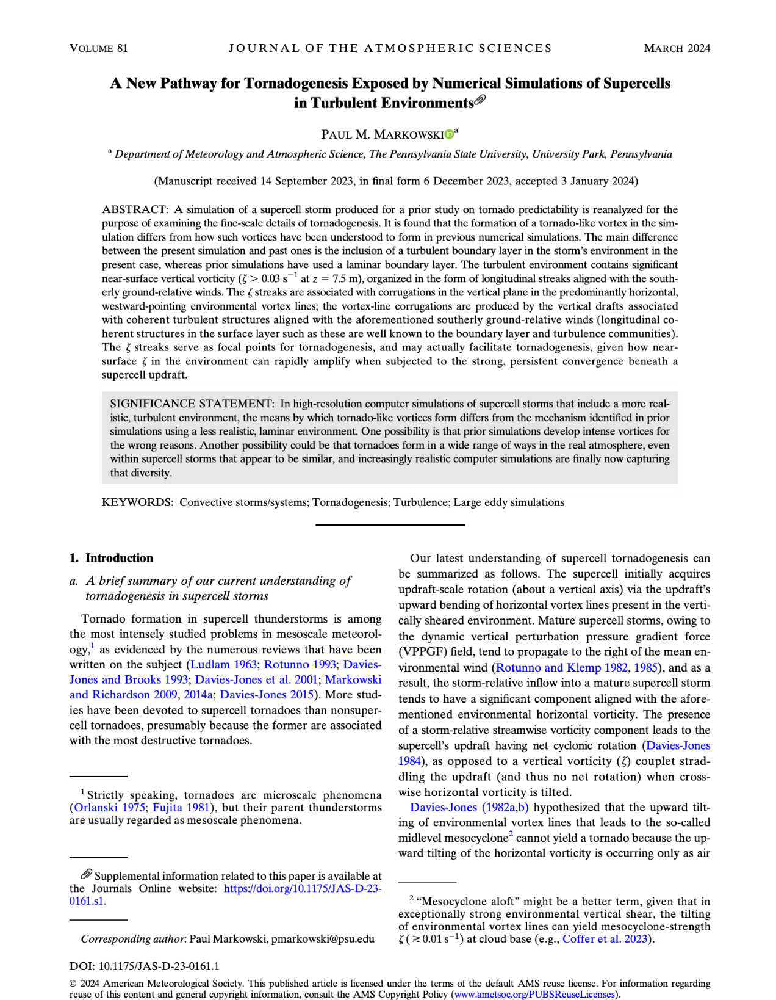 VOLUME 81
JOURNAL OF THE ATMOSPHERIC SCIENCES
MARCH 2024
A New Pathway for Tornadogenesis Exposed by Numerical Simulations of Supercells
in Turbulent Environments
PAUL M. MARKOWSKI iD a
a Department of Meteorology and Atmospheric Science, The Pennsylvania State University, University Park, Pennsylvania
(Manuscript received 14 September 2023, in final form 6 December 2023, accepted 3 January 2024)
ABSTRACT: A simulation of a supercell storm produced for a prior study on tornado predictability is reanalyzed for the
purpose of examining the fine-scale details of tornadogenesis. It is found that the formation of a tornado-like vortex in the sim-
ulation differs from how such vortices have been understood to form in previous numerical simulations. The main difference
between the present simulation and past ones is the inclusion of a turbulent boundary layer in the storm's environment in the
present case, whereas prior simulations have used a laminar boundary layer. The turbulent environment contains significant
near-surface vertical vorticity (ζ > 0.03 s−1 at z = 7.5 m), organized in the form of longitudinal streaks aligned with the south-
erly ground-relative winds. The ζ streaks are associated with corrugations in the vertical plane in the predominantly horizontal,
westward-pointing environmental vortex lines; the vortex-line corrugations are produced by the vertical drafts associated
with coherent turbulent structures aligned with the aforementioned southerly ground-relative winds (longitudinal co-
herent structures in the surface layer such as these are well known to the boundary layer and turbulence communities).
The ζ streaks serve as focal points for tornadogenesis, and may actually facilitate tornadogenesis, given how near-
surface ζ in the environment can rapidly amplify when subjected to the strong, persistent convergence beneath a
supercell updraft.
SIGNIFICANCE STATEMENT: In high-resolution computer simulations of supercell storms that include a more real-
istic, turbulent environment, the means by which tornado-like vortices form differs from the mechanism identified in prior
simulations using a less realistic, laminar environment. One possibility is that prior simulations develop intense vortices for
the wrong reasons. Another possibility could be that tornadoes form in a wide range of ways in the real atmosphere, even
within supercell storms that appear to be similar, and increasingly realistic computer simulations are finally now capturing
that diversity.
KEYWORDS: Convective storms/systems; Tornadogenesis; Turbulence; Large eddy simulations
1. Introduction
a. A brief summary of our current understanding of
tornadogenesis in supercell storms
Tornado formation in supercell thunderstorms is among
the most intensely studied problems in mesoscale meteorol-
ogy,1 as evidenced by the numerous reviews that have been
written on the subject (Ludlam 1963; Rotunno 1993; Davies-
Jones and Brooks 1993; Davies-Jones et al. 2001; Markowski
and Richardson 2009, 2014a; Davies-Jones 2015). More stud-
ies have been devoted to supercell tornadoes than nonsuper-
cell tornadoes, presumably because the former are associated
with the most destructive tornadoes.
1 Strictly speaking, tornadoes are microscale phenomena
(Orlanski 1975; Fujita 1981), but their parent thunderstorms
are usually regarded as mesoscale phenomena.
Supplemental information related to this paper is available at
the Journals Online website: https://doi.org/10.1175/JAS-D-23-
0161.s1.
Corresponding author: Paul Markowski, pmarkowski@psu.edu
Our latest understanding of supercell tornadogenesis can
be summarized as follows. The supercell initially acquires
updraft-scale rotation (about a vertical axis) via the updraft's
upward bending of horizontal vortex lines present in the verti-
cally sheared environment. Mature supercell storms, owing to
the dynamic vertical perturbation pressure gradient force
(VPPGF) field, tend to propagate to the right of the mean en-
vironmental wind (Rotunno and Klemp 1982, 1985), and as a
result, the storm-relative inflow into a mature supercell storm
tends to have a significant component aligned with the afore-
mentioned environmental horizontal vorticity. The presence
of a storm-relative streamwise vorticity component leads to the
supercell's updraft having net cyclonic rotation (Davies-Jones
1984), as opposed to a vertical vorticity (ζ) couplet strad-
dling the updraft (and thus no net rotation) when cross-
wise horizontal vorticity is tilted.
Davies-Jones (1982a,b) hypothesized that the upward tilt-
ing of environmental vortex lines that leads to the so-called
midlevel mesocyclone2 cannot yield a tornado because the up-
ward tilting of the horizontal vorticity is occurring only as air
2 “Mesocyclone aloft” might be a better term, given that in
exceptionally strong environmental vertical shear, the tilting
of environmental vortex lines can yield mesocyclone-strength
ζ (≳0.01 s−1) at cloud base (e.g., Coffer et al. 2023).
DOI: 10.1175/JAS-D-23-0161.1
© 2024 American Meteorological Society. This published article is licensed under the terms of the default AMS reuse license. For information regarding
reuse of this content and general copyright information, consult the AMS Copyright Policy (www.ametsoc.org/PUBSReuseLicenses).